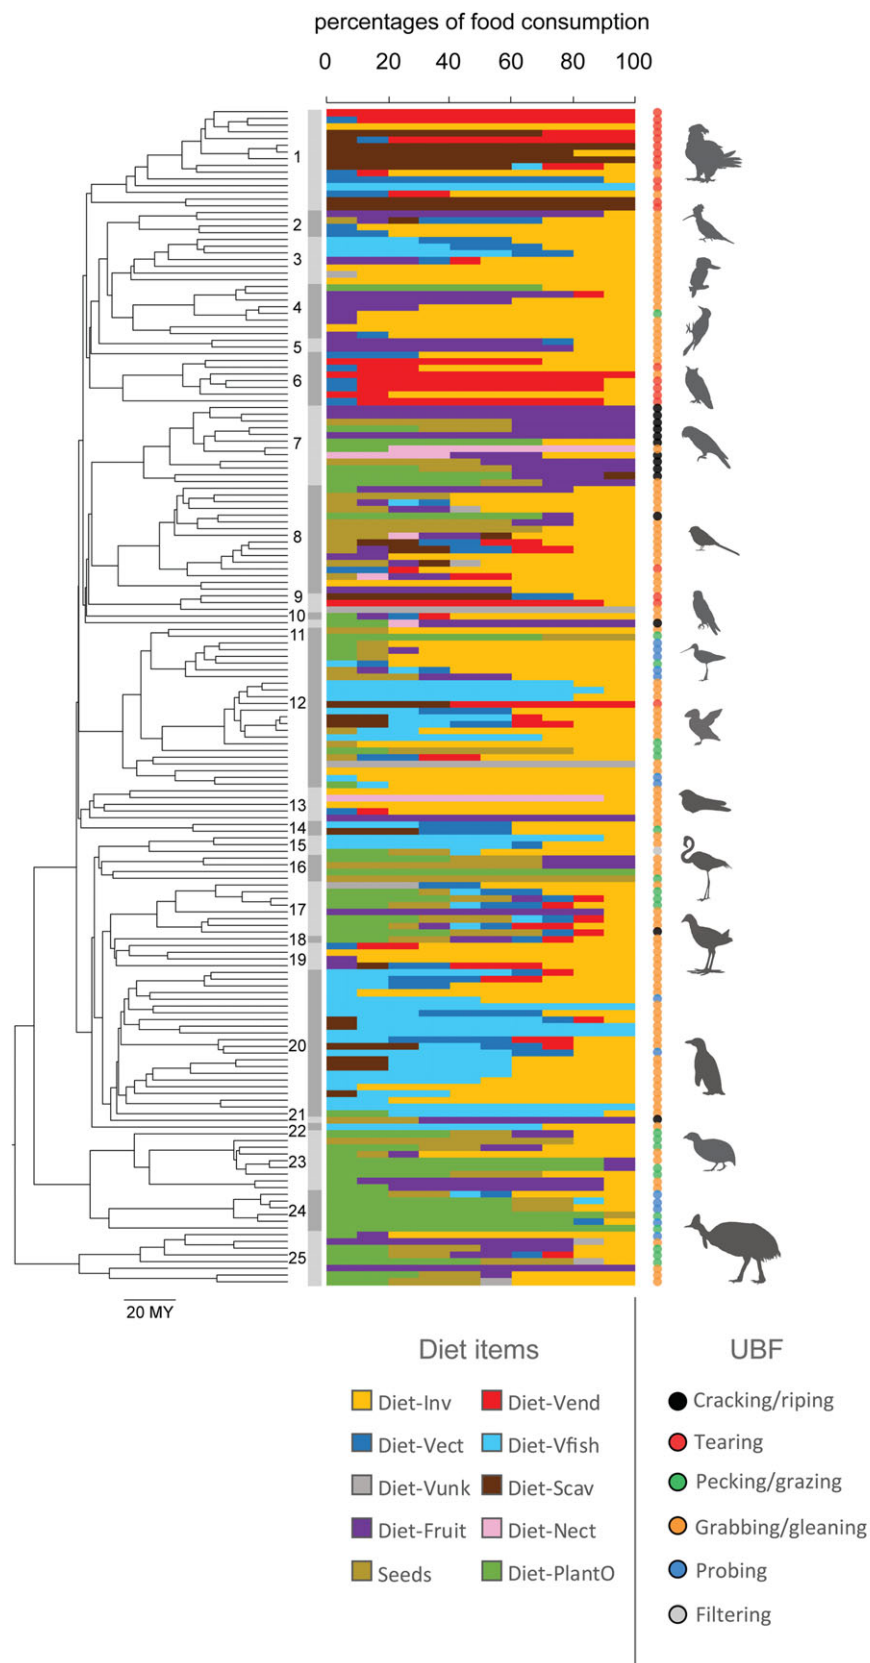 percentages of food consumption
0 20 40 60 80 100
1
2
3
4
5
6
7
8
9
10
11
12
13
14
15
16
17
18
19
20
21
22
23
24
25
20 MY
Diet items
UBF
Diet-Inv
Diet-Vend
Cracking/riping
Diet-Vect
Diet-Vfish
Tearing
Diet-Vunk
Diet-Scav
Pecking/grazing
Diet-Fruit
Diet-Nect
Grabbing/gleaning
Seeds
Diet-PlantO
Probing
Filtering